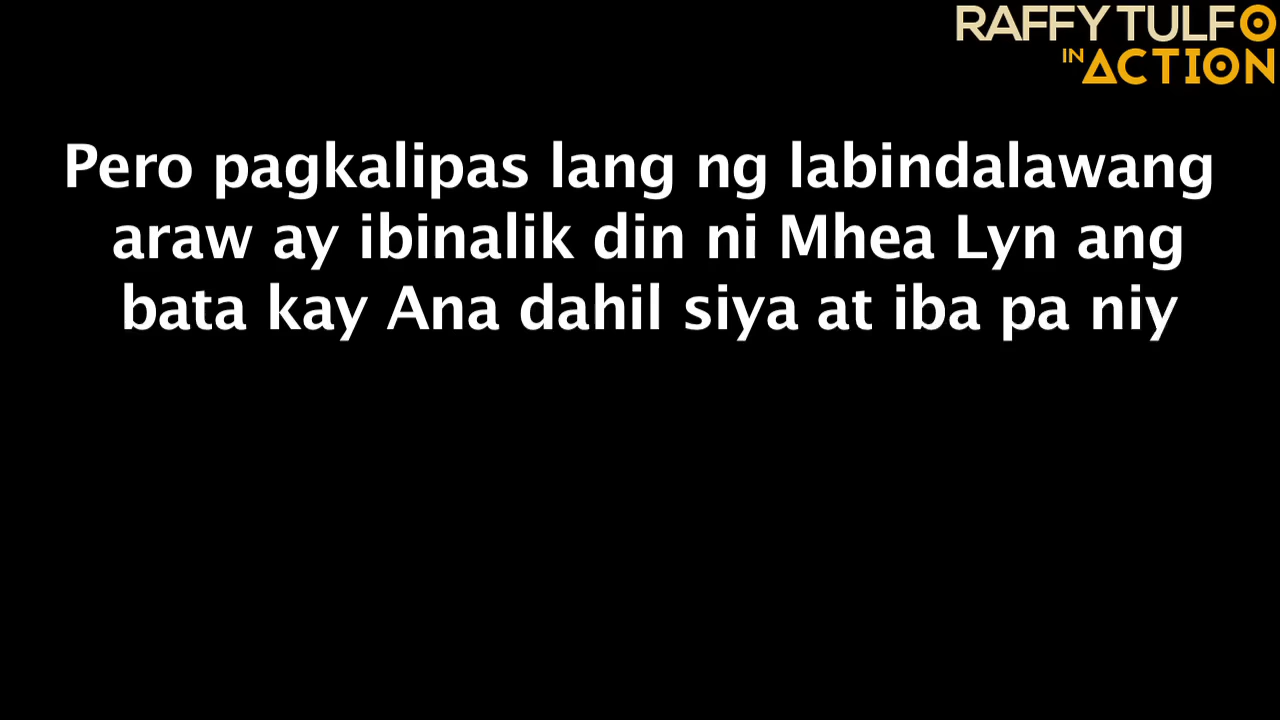 RAFFY TULFO
IN ACTION
Pero pagkalipas lang ng labindalawang
araw ay ibinalik din ni Mhea Lyn ang
bata kay Ana dahil siya at iba pa niy